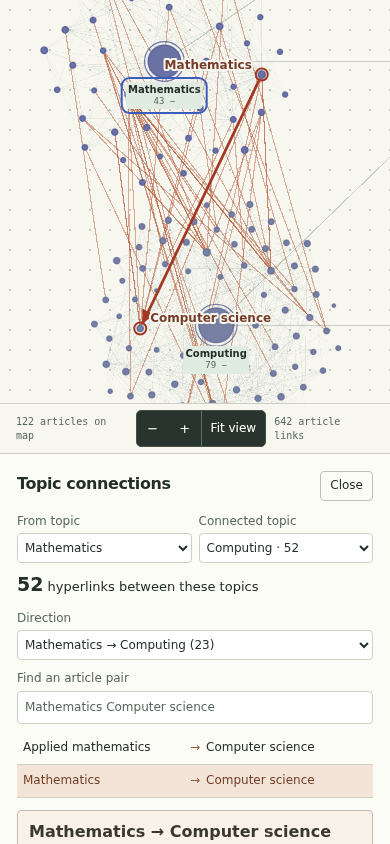 Mathematics
Mathematics
43 −
Computer science
Computing
79 −
122 articles on
map
− + Fit view
642 article
links
Topic connections
Close
From topic
Connected topic
Mathematics
Computing · 52
52 hyperlinks between these topics
Direction
Mathematics → Computing (23)
Find an article pair
Mathematics Computer science
Applied mathematics → Computer science
Mathematics → Computer science
Mathematics → Computer science